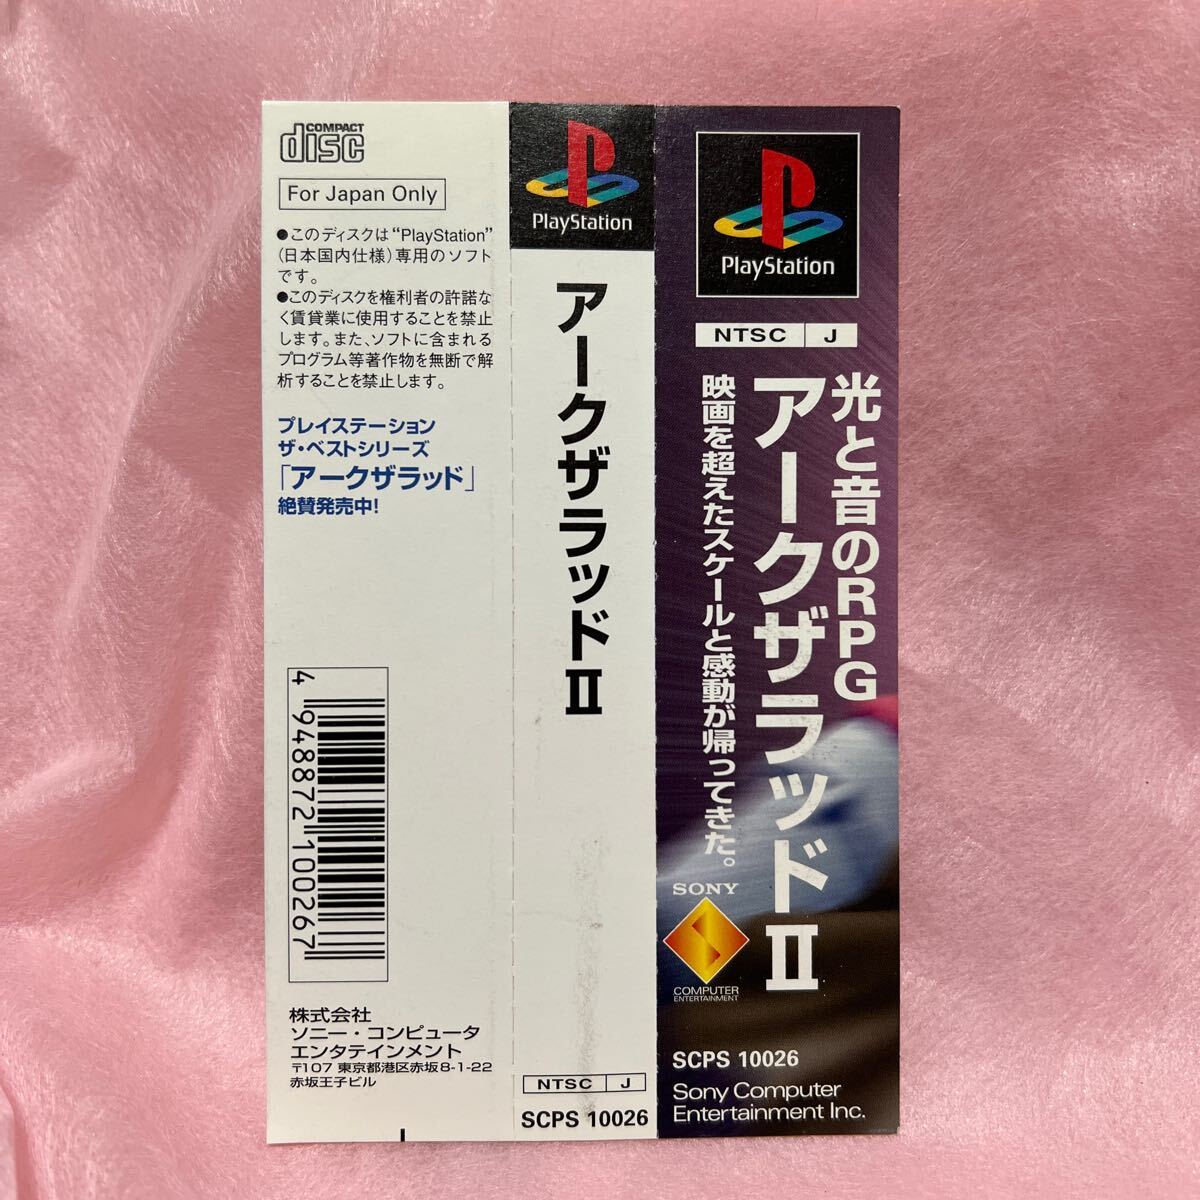 COMPACT
disc
For Japan Only
●このディスクは“PlayStation”
(日本国内仕様)専用のソフト
です。
●このディスクを権利者の許諾な
く賃貸業に使用することを禁止
します。また、ソフトに含まれる
プログラム等著作物を無断で解
析することを禁止します。
プレイステーション
ザ・ベストシリーズ
「アークザラッド」
絶賛発売中!
4 948872 100267
株式会社
ソニー・コンピュータ
エンタテインメント
〒107 東京都港区赤坂8-1-22
赤坂王子ビル
PlayStation
アークザラッドII
NTSC J
SCPS 10026
PlayStation
NTSC J
光と音のRPG
アークザラッドII
映画を超えたスケールと感動が帰ってきた。
SONY
COMPUTER
ENTERTAINMENT
SCPS 10026
Sony Computer
Entertainment Inc.